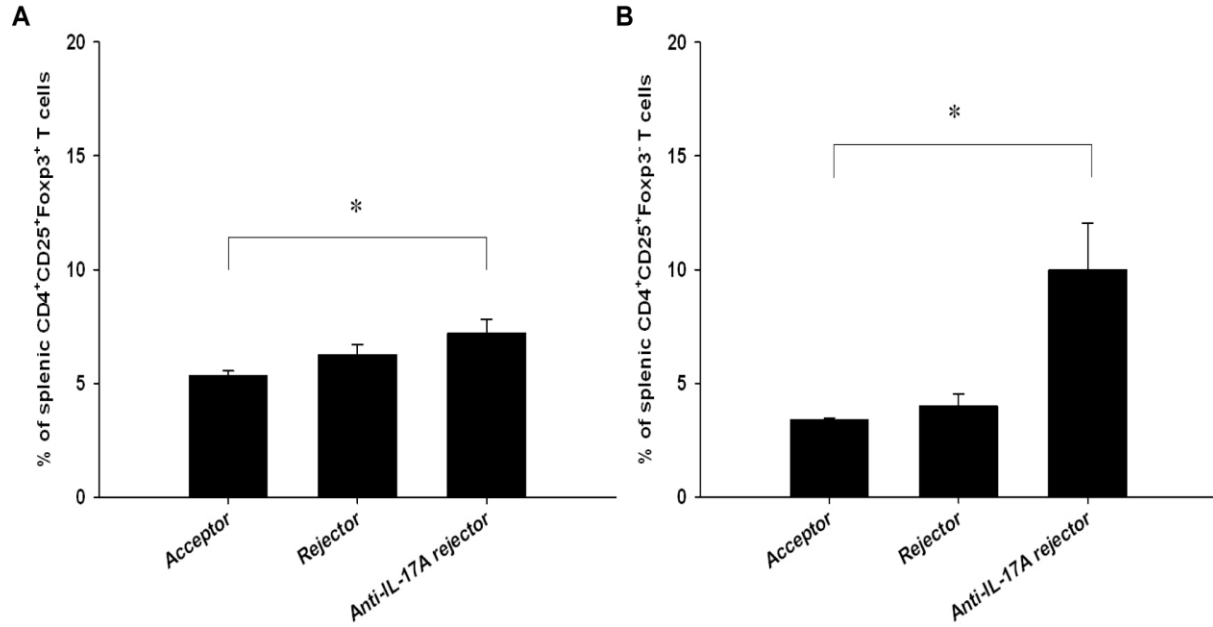 A
20
15
10
5
0
% of splenic CD4⁺CD25⁺Foxp3⁺ T cells
*
Acceptor
Rejector
Anti-IL-17A rejector
B
20
15
10
5
0
% of splenic CD4⁺CD25⁺Foxp3⁻ T cells
*
Acceptor
Rejector
Anti-IL-17A rejector